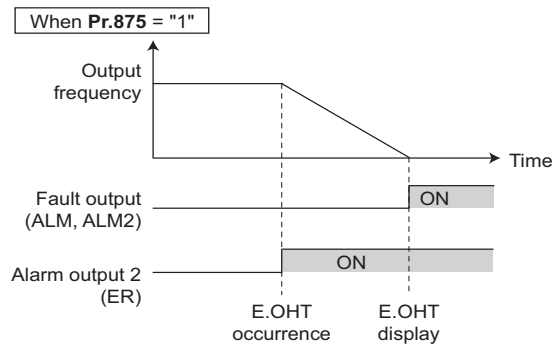 When Pr.875 = "1"
Output
frequency
Time
Fault output
(ALM, ALM2)
ON
Alarm output 2
(ER)
ON
E.OHT
occurrence
E.OHT
display